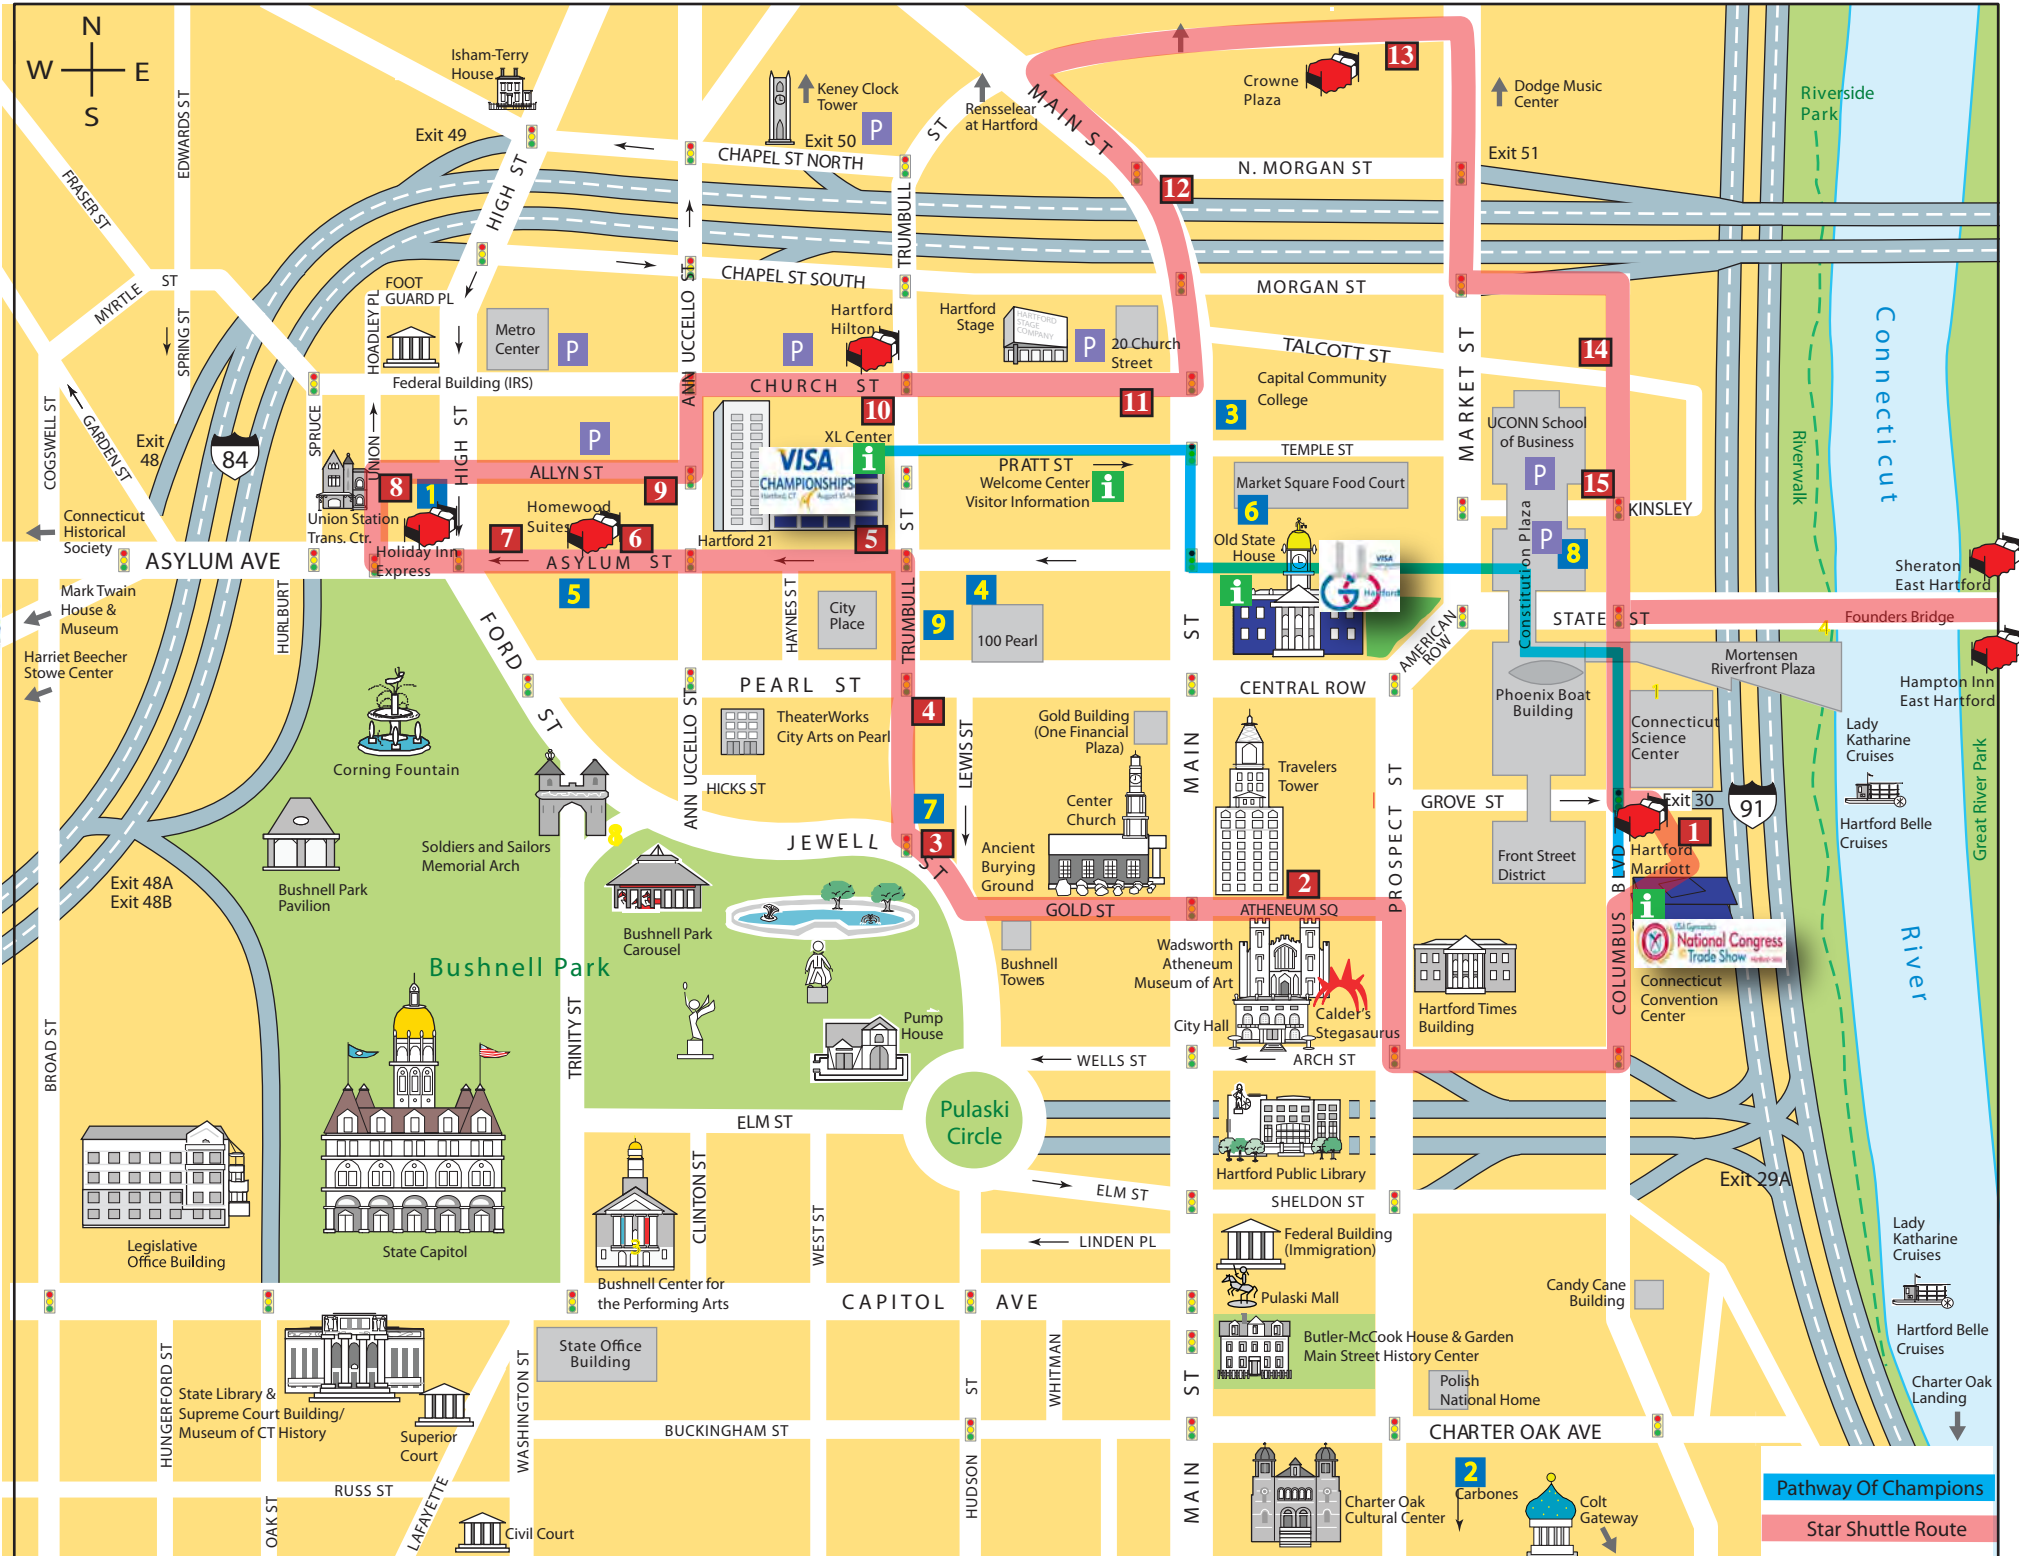 N
W E
S
Isham-Terry
House
Keney Clock
Tower
P
Exit 49
Exit 50
Rensselear
at Hartford
MAIN ST
Crowne
Plaza
13
Dodge Music
Center
Riverside
Park
EDWARDS ST
FRASER ST
HIGH ST
CHAPEL ST NORTH
ST
TRUMBULL
12
N. MORGAN ST
Exit 51
MYRTLE
ST
SPRING ST
HOADLEY PL
FOOT
GUARD PL
Metro
Center
P
ANN UCCELLO ST
CHAPEL ST SOUTH
Hartford
Hilton
P
Hartford
Stage
HARTFORD
STAGE
COMPANY
P
20 Church
Street
MORGAN ST
TALCOTT ST
MARKET ST
14
Connecticut
Federal Building (IRS)
CHURCH ST
10
11
Capital Community
College
3
COGSWELL ST
GARDEN ST
Exit
48
84
SPRUCE
UNION
HIGH ST
P
ALLYN ST
8
1
9
XL Center
i
VISA
CHAMPIONSHIPS
Hartford, CT
PRATT ST
Welcome Center
Visitor Information
i
TEMPLE ST
Market Square Food Court
6
UCONN School
of Business
P
15
KINSLEY
Riverwalk
Connecticut
Historical
Society
Union Station
Trans. Ctr.
Homewood
Suites
7
6
Hartford 21
5
ST
Old State
House
i
VISA
Hartford
Constitution Plaza
P
8
Sheraton
East Hartford
ASYLUM AVE
Holiday Inn
Express
ASYLUM ST
5
4
Mark Twain
House &
Museum
HURLBURT
FORD ST
HAYNES ST
City
Place
TRUMBULL
9
100 Pearl
ST
AMERICAN
ROW
STATE ST
Founders Bridge
4
Harriet Beecher
Stowe Center
PEARL ST
CENTRAL ROW
Mortensen
Riverfront Plaza
Hampton Inn
East Hartford
Corning Fountain
ANN UCCELLO ST
TheaterWorks
City Arts on Pearl
4
LEWIS ST
Gold Building
(One Financial
Plaza)
MAIN
Travelers
Tower
PROSPECT ST
Phoenix Boat
Building
1
Connecticut
Science
Center
Lady
Katharine
Cruises
HICKS ST
7
Center
Church
GROVE ST
Exit 30
91
Hartford Belle
Cruises
Great River Park
Soldiers and Sailors
Memorial Arch
8
JEWELL ST
3
Ancient
Burying
Ground
Front Street
District
BLVD
Hartford
Marriott
1
Bushnell Park
Pavilion
Exit 48A
Exit 48B
2
GOLD ST
ATHENEUM SQ
i
Bushnell Park
Carousel
Bushnell
Towers
Wadsworth
Atheneum
Museum of Art
COLUMBUS
USA Gymnastics
National Congress
Trade Show
River
Bushnell Park
City Hall
Calder's
Stegasaurus
Hartford Times
Building
Connecticut
Convention
Center
BROAD ST
TRINITY ST
Pump
House
WELLS ST
ARCH ST
Pulaski
Circle
ELM ST
Hartford Public Library
Exit 29A
CLINTON ST
WEST ST
ELM ST
SHELDON ST
3
LINDEN PL
Federal Building
(Immigration)
Legislative
Office Building
State Capitol
Bushnell Center for
the Performing Arts
Pulaski Mall
Candy Cane
Building
Lady
Katharine
Cruises
CAPITOL AVE
Butler-McCook House & Garden
Main Street History Center
Hartford Belle
Cruises
HUNGERFORD ST
State Library &
Supreme Court Building/
Museum of CT History
Superior
Court
WASHINGTON ST
State Office
Building
ST
WHITMAN
ST
Polish
National Home
Charter Oak
Landing
BUCKINGHAM ST
CHARTER OAK AVE
RUSS ST
OAK ST
LAFAYETTE
Civil Court
HUDSON
MAIN
Charter Oak
Cultural Center
2
Carbones
Colt
Gateway
Pathway Of Champions
Star Shuttle Route